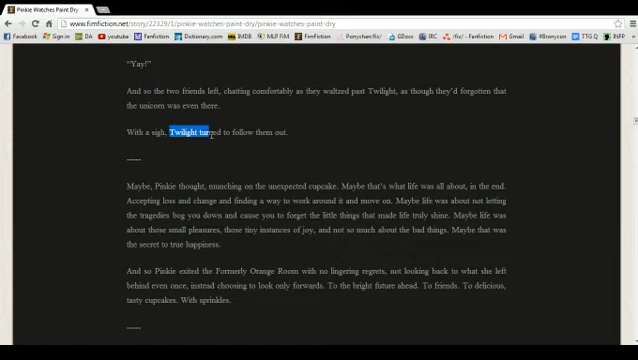 Pinkie Watches Paint Dry
www.fimfiction.net/story/22329/1/pinkie-watches-paint-dry/pinkie-watches-paint-dry
Facebook Sign in DA youtube Fanfiction Dictionary.com MLP FiM FimFiction Ponychan/fic/ GDocs IRC /fic/ - FF Comments Gmail #Bronycon TTG Q Imgur
“Yay!”
And so the two friends left, chatting comfortably as they waltzed past Twilight, as though they’d forgotten that
the unicorn was even there.
With a sigh, Twilight turned to follow them out.
-----
Maybe, Pinkie thought, munching on the unexpected cupcake. Maybe that’s what life was all about, in the end.
Accepting loss and change and finding a way to work around it and move on. Maybe life was about not letting
the tragedies bog you down and cause you to forget the little things that made life truly shine. Maybe life was
about those small pleasures, those tiny instances of joy, and not so much about the bad things. Maybe that was
the secret to true happiness.
And so Pinkie exited the Formerly Orange Room with no lingering regrets, not looking back to what she left
behind even once, instead choosing to look only forwards. To the bright future ahead. To friends. To delicious,
tasty cupcakes. With sprinkles.
-----